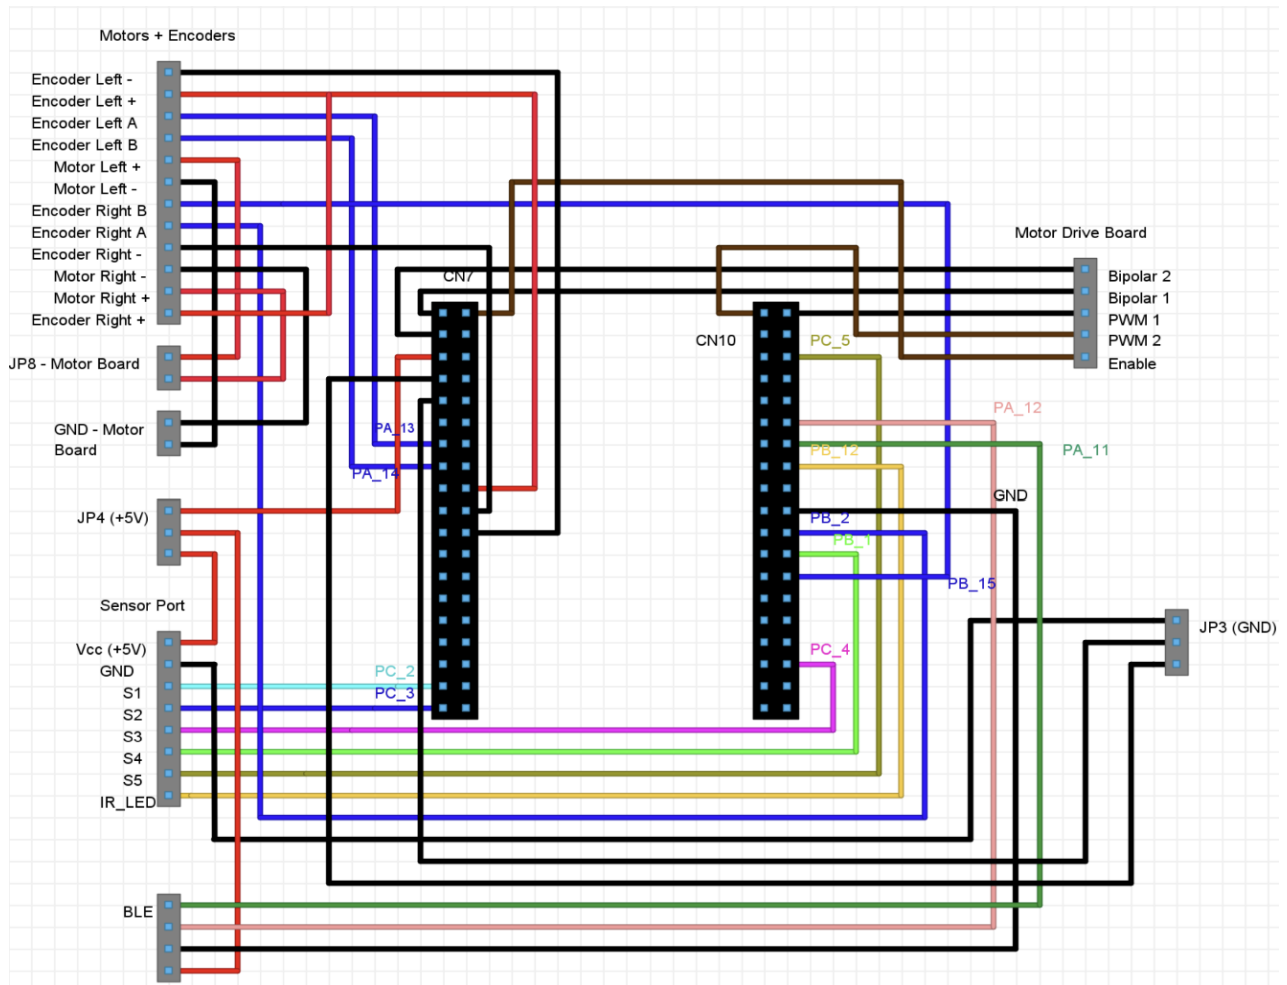 Motors + Encoders
Encoder Left -
Encoder Left +
Encoder Left A
Encoder Left B
Motor Left +
Motor Left -
Encoder Right B
Encoder Right A
Encoder Right -
Motor Right -
Motor Right +
Encoder Right +
JP8 - Motor Board
GND - Motor
Board
JP4 (+5V)
Sensor Port
Vcc (+5V)
GND
S1
S2
S3
S4
S5
IR_LED
BLE
CN7
PA_13
PA_14
PC_2
PC_3
CN10
PC_5
PA_12
PB_12
PA_11
GND
PB_2
PB_1
PB_15
PC_4
Motor Drive Board
Bipolar 2
Bipolar 1
PWM 1
PWM 2
Enable
JP3 (GND)